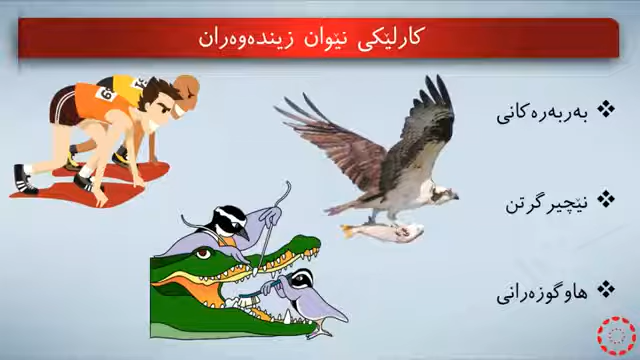 کارلێکی نێوان زیندەوەران
بەربەرەکانی
نێچیرگرتن
هاوگوزەرانی